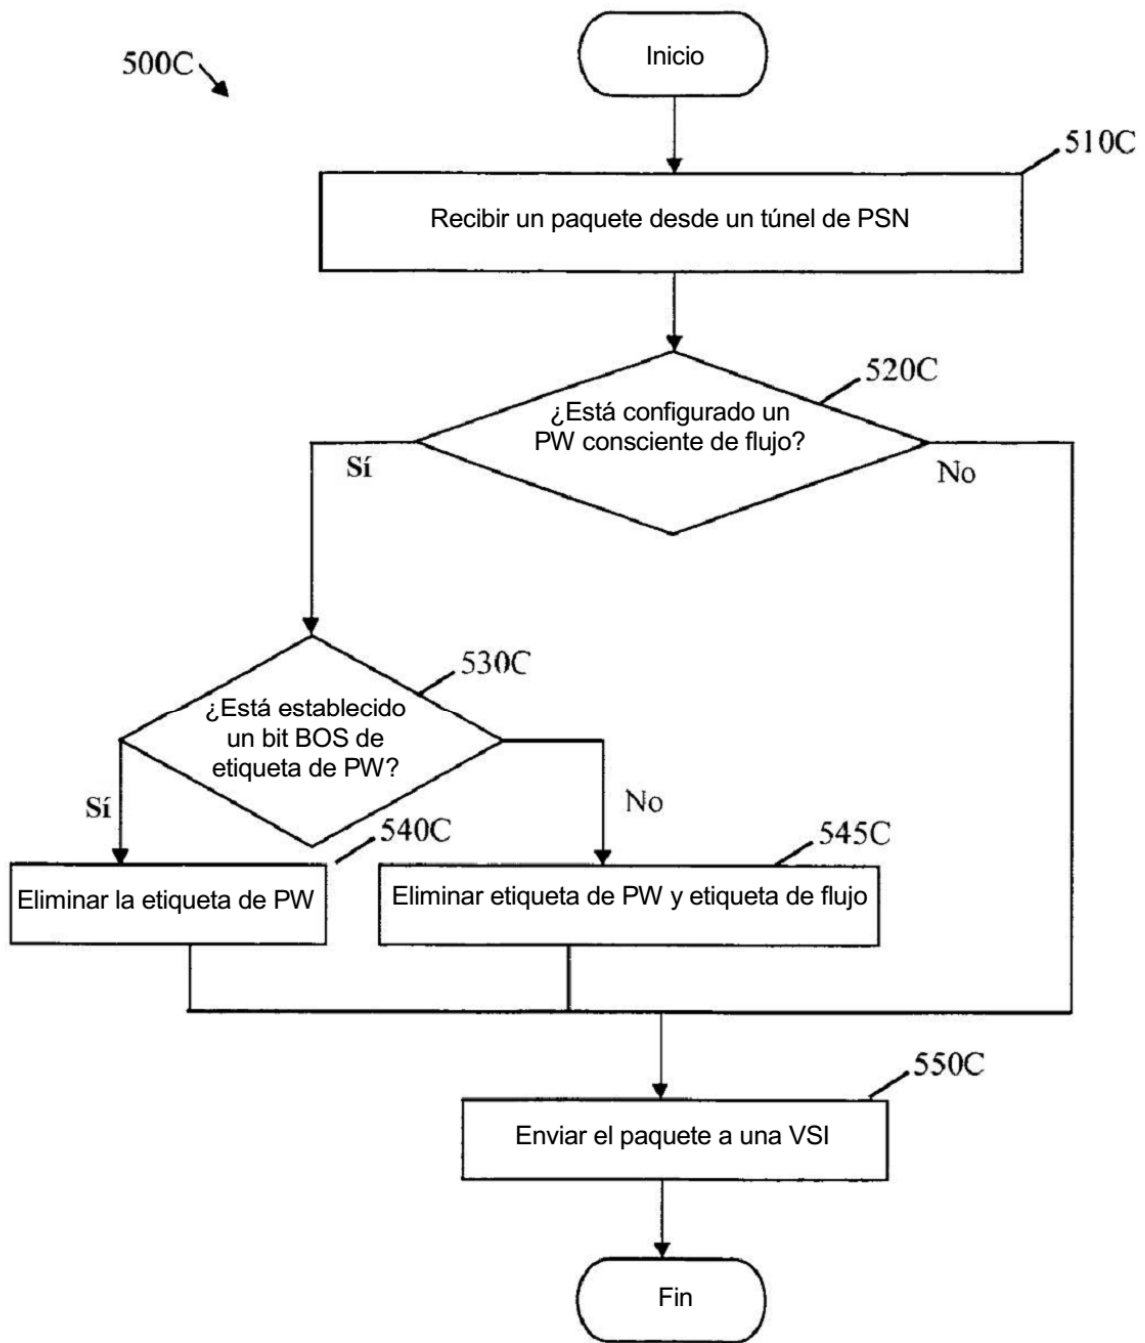 Inicio
500C
510C
Recibir un paquete desde un túnel de PSN
520C
¿Está configurado un
PW consciente de flujo?
Sí
No
530C
¿Está establecido
un bit BOS de
etiqueta de PW?
Sí
No
540C
545C
Eliminar la etiqueta de PW
Eliminar etiqueta de PW y etiqueta de flujo
550C
Enviar el paquete a una VSI
Fin